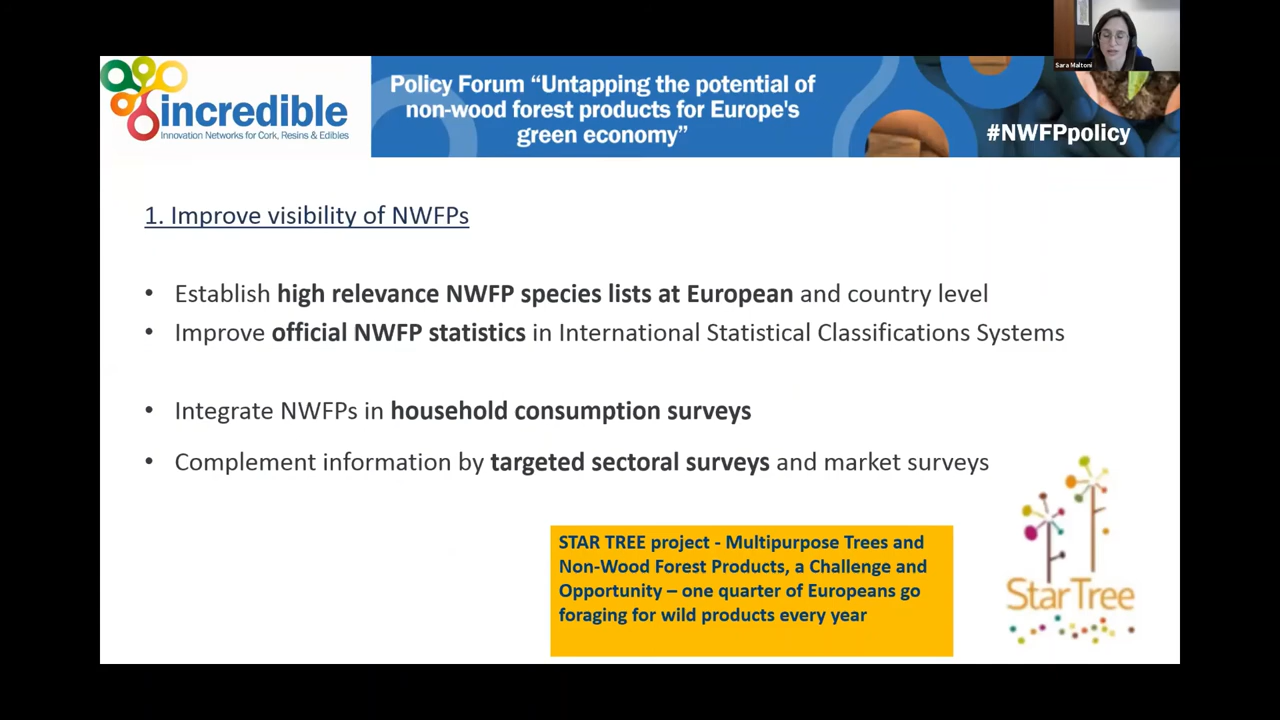 Sara Maltoni
incredible
Innovation Networks for Cork, Resins & Edibles
Policy Forum “Untapping the potential of
non-wood forest products for Europe's
green economy”
#NWFPpolicy
1. Improve visibility of NWFPs
• Establish high relevance NWFP species lists at European and country level
• Improve official NWFP statistics in International Statistical Classifications Systems
• Integrate NWFPs in household consumption surveys
• Complement information by targeted sectoral surveys and market surveys
STAR TREE project - Multipurpose Trees and
Non-Wood Forest Products, a Challenge and
Opportunity – one quarter of Europeans go
foraging for wild products every year
StarTree